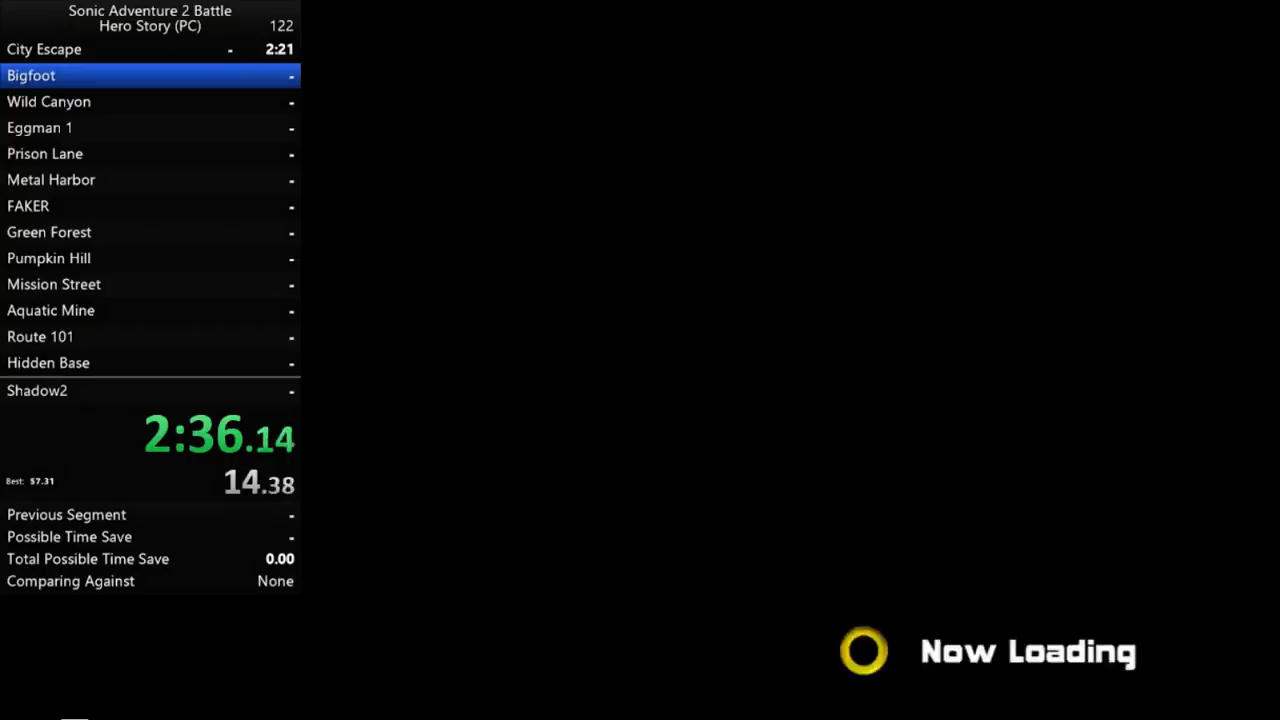 Sonic Adventure 2 Battle
Hero Story (PC) 122
City Escape - 2:21
Bigfoot -
Wild Canyon -
Eggman 1 -
Prison Lane -
Metal Harbor -
FAKER -
Green Forest -
Pumpkin Hill -
Mission Street -
Aquatic Mine -
Route 101 -
Hidden Base -
Shadow2 -
2:36.14
Best: 57.31 14.38
Previous Segment -
Possible Time Save -
Total Possible Time Save 0.00
Comparing Against None
Now Loading